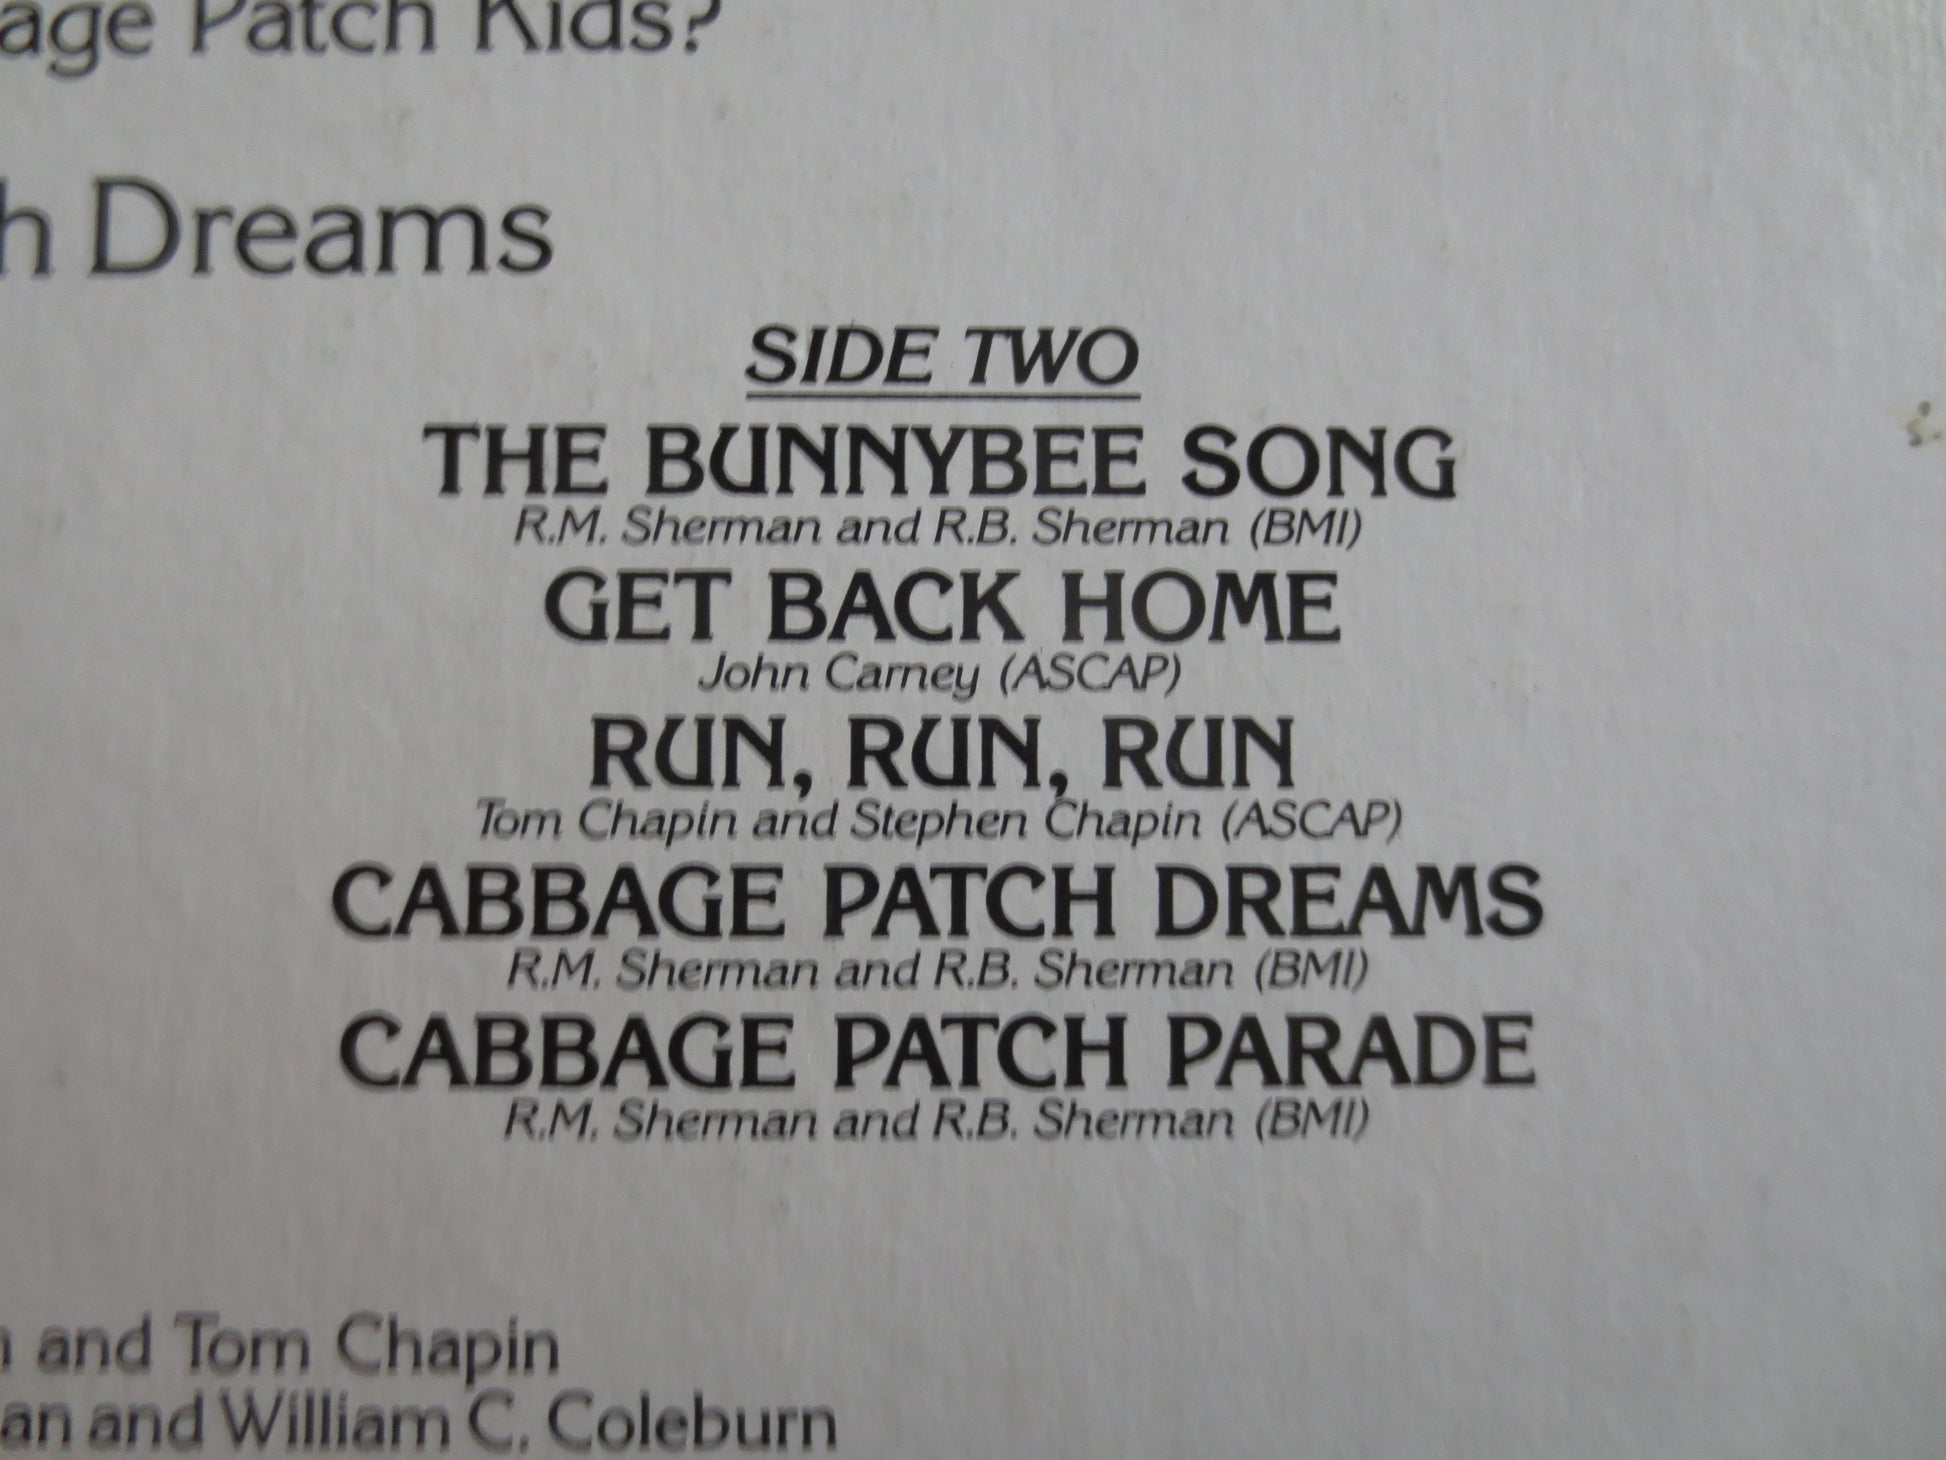 age Patch Kids?
h Dreams
SIDE TWO
THE BUNNYBEE SONG
R.M. Sherman and R.B. Sherman (BMI)
GET BACK HOME
John Carney (ASCAP)
RUN, RUN, RUN
Tom Chapin and Stephen Chapin (ASCAP)
CABBAGE PATCH DREAMS
R.M. Sherman and R.B. Sherman (BMI)
CABBAGE PATCH PARADE
R.M. Sherman and R.B. Sherman (BMI)
and Tom Chapin
an and William C. Coleburn